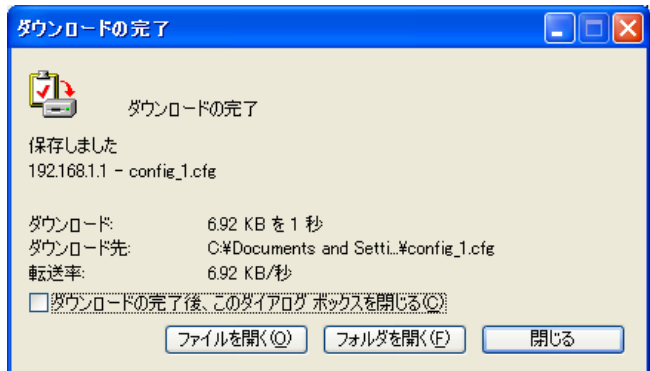 ダウンロードの完了
ダウンロードの完了
保存しました
192.168.1.1 - config_1.cfg
ダウンロード: 6.92 KB を 1 秒
ダウンロード先: C:¥Documents and Setti...¥config_1.cfg
転送率: 6.92 KB/秒
ダウンロードの完了後、このダイアログ ボックスを閉じる(C)
ファイルを開く(O) フォルダを開く(F) 閉じる